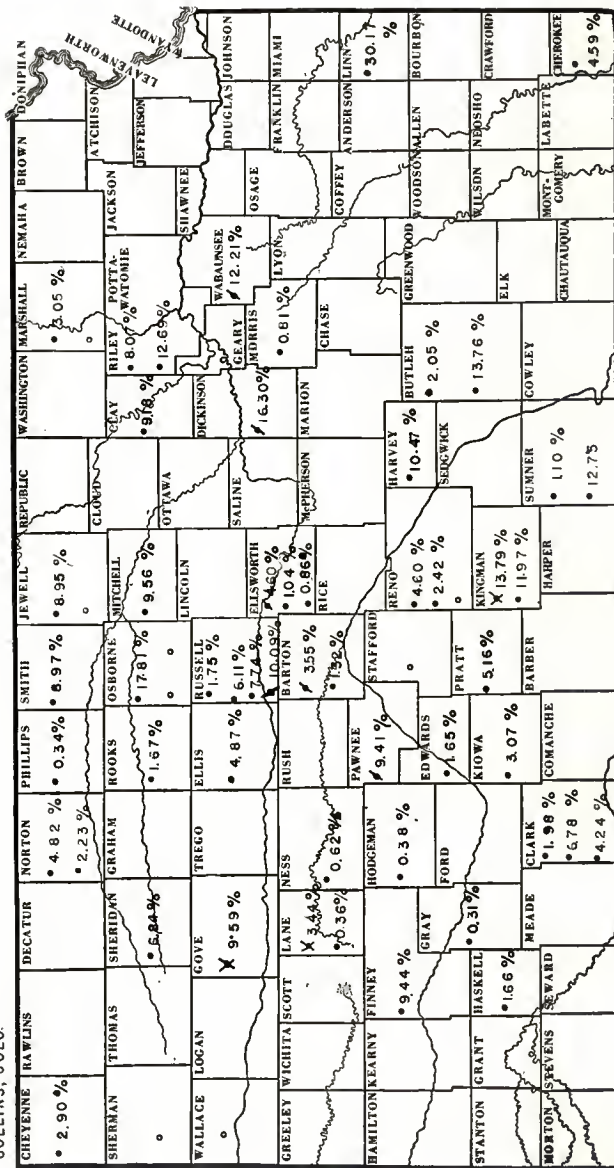 COLLINS, COLO.
CHEYENNE RAWLINS DECATUR NORTON PHILLIPS SMITH JEWELL REPUBLIC WASHINGTON MARSHALL NEMAHA BROWN DONIPHAN
2.90 % 4.82 % 0.34% 8.97 % 8.95 % 3.05 %
2.23 %
SHERMAN THOMAS SHERIDAN GRAHAM ROOKS OSBORNE MITCHELL CLOUD CLAY RILEY POTTA-
WATOMIE JACKSON ATCHISON LEAVENWORTH
6.84% 1.67% 17.81 % 9.56 % 9.18 % 8.07%
12.69% JEFFERSON WYANDOTTE
OTTAWA SHAWNEE
WALLACE LOGAN GOVE TREGO ELLIS RUSSELL LINCOLN SALINE DICKINSON GEARY WABAUNSEE DOUGLAS JOHNSON
9.59 % 4.87 % 1.75 % 12.21 %
6.11 %
7.74 %
10.09% ELLSWORTH
4.60 %
1.04 %
0.86% 16.30% MORRIS
0.81 % OSAGE
GREELEY WICHITA SCOTT LANE NESS RUSH BARTON RICE McPHERSON MARION CHASE LYON COFFEY FRANKLIN MIAMI
3.44% 0.62% 3.55 %
0.36% 1.52 % ANDERSON LINN
30.17
%
HAMILTON KEARNY FINNEY HODGEMAN PAWNEE STAFFORD RENO HARVEY BUTLEH GREENWOOD WOODSON ALLEN BOURBON
9.44 % 0.38 % 9.41 % 4.60 % 10.47 % 2.05 %
GRAY FORD EDWARDS 2.42 % SEDGWICK 13.76 %
0.31 % 1.65 % PRATT
5.16%
STANTON GRANT HASKELL KIOWA KINGMAN ELK WILSON NEOSHO CRAWFORD
1.66 % 3.07 % 13.79 %
11.97 %
MORTON STEVENS SEWARD MEADE CLARK COMANCHE BARBER HARPER SUMNER COWLEY CHAUTAUQUA MONT-
GOMERY LABETTE CHEROKEE
1.98 % 1.10 % 4.59 %
6.78 % 12.75
4.24 %